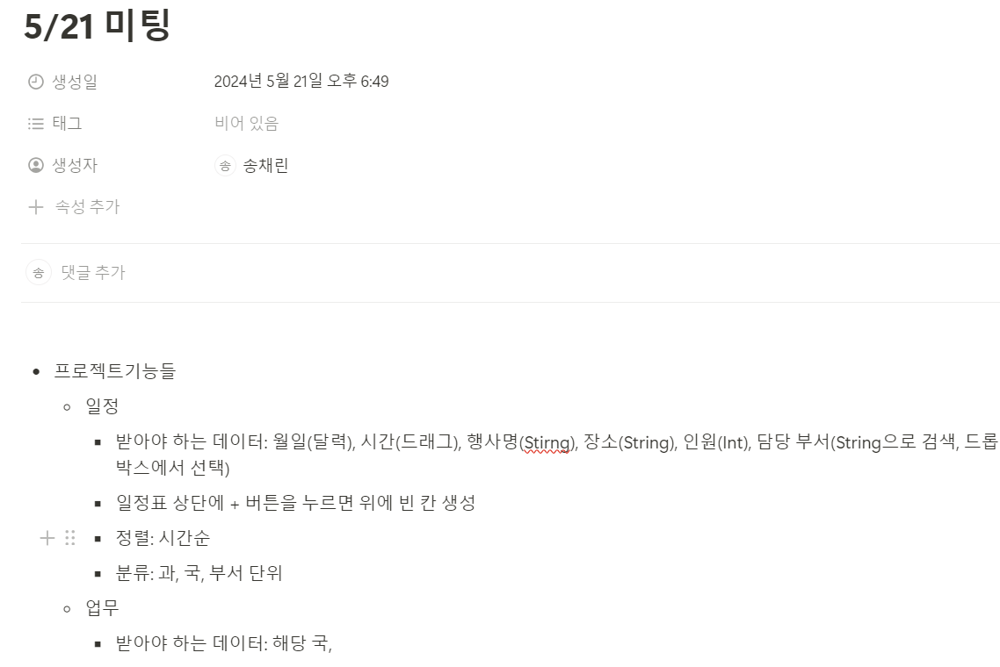 5/21 미팅
생성일 2024년 5월 21일 오후 6:49
태그 비어 있음
생성자 송 송채린
속성 추가
송 댓글 추가
프로젝트기능들
일정
받아야 하는 데이터: 월일(달력), 시간(드래그), 행사명(Stirng), 장소(String), 인원(Int), 담당 부서(String으로 검색, 드롭
박스에서 선택)
일정표 상단에 + 버튼을 누르면 위에 빈 칸 생성
정렬: 시간순
분류: 과, 국, 부서 단위
업무
받아야 하는 데이터: 해당 국,